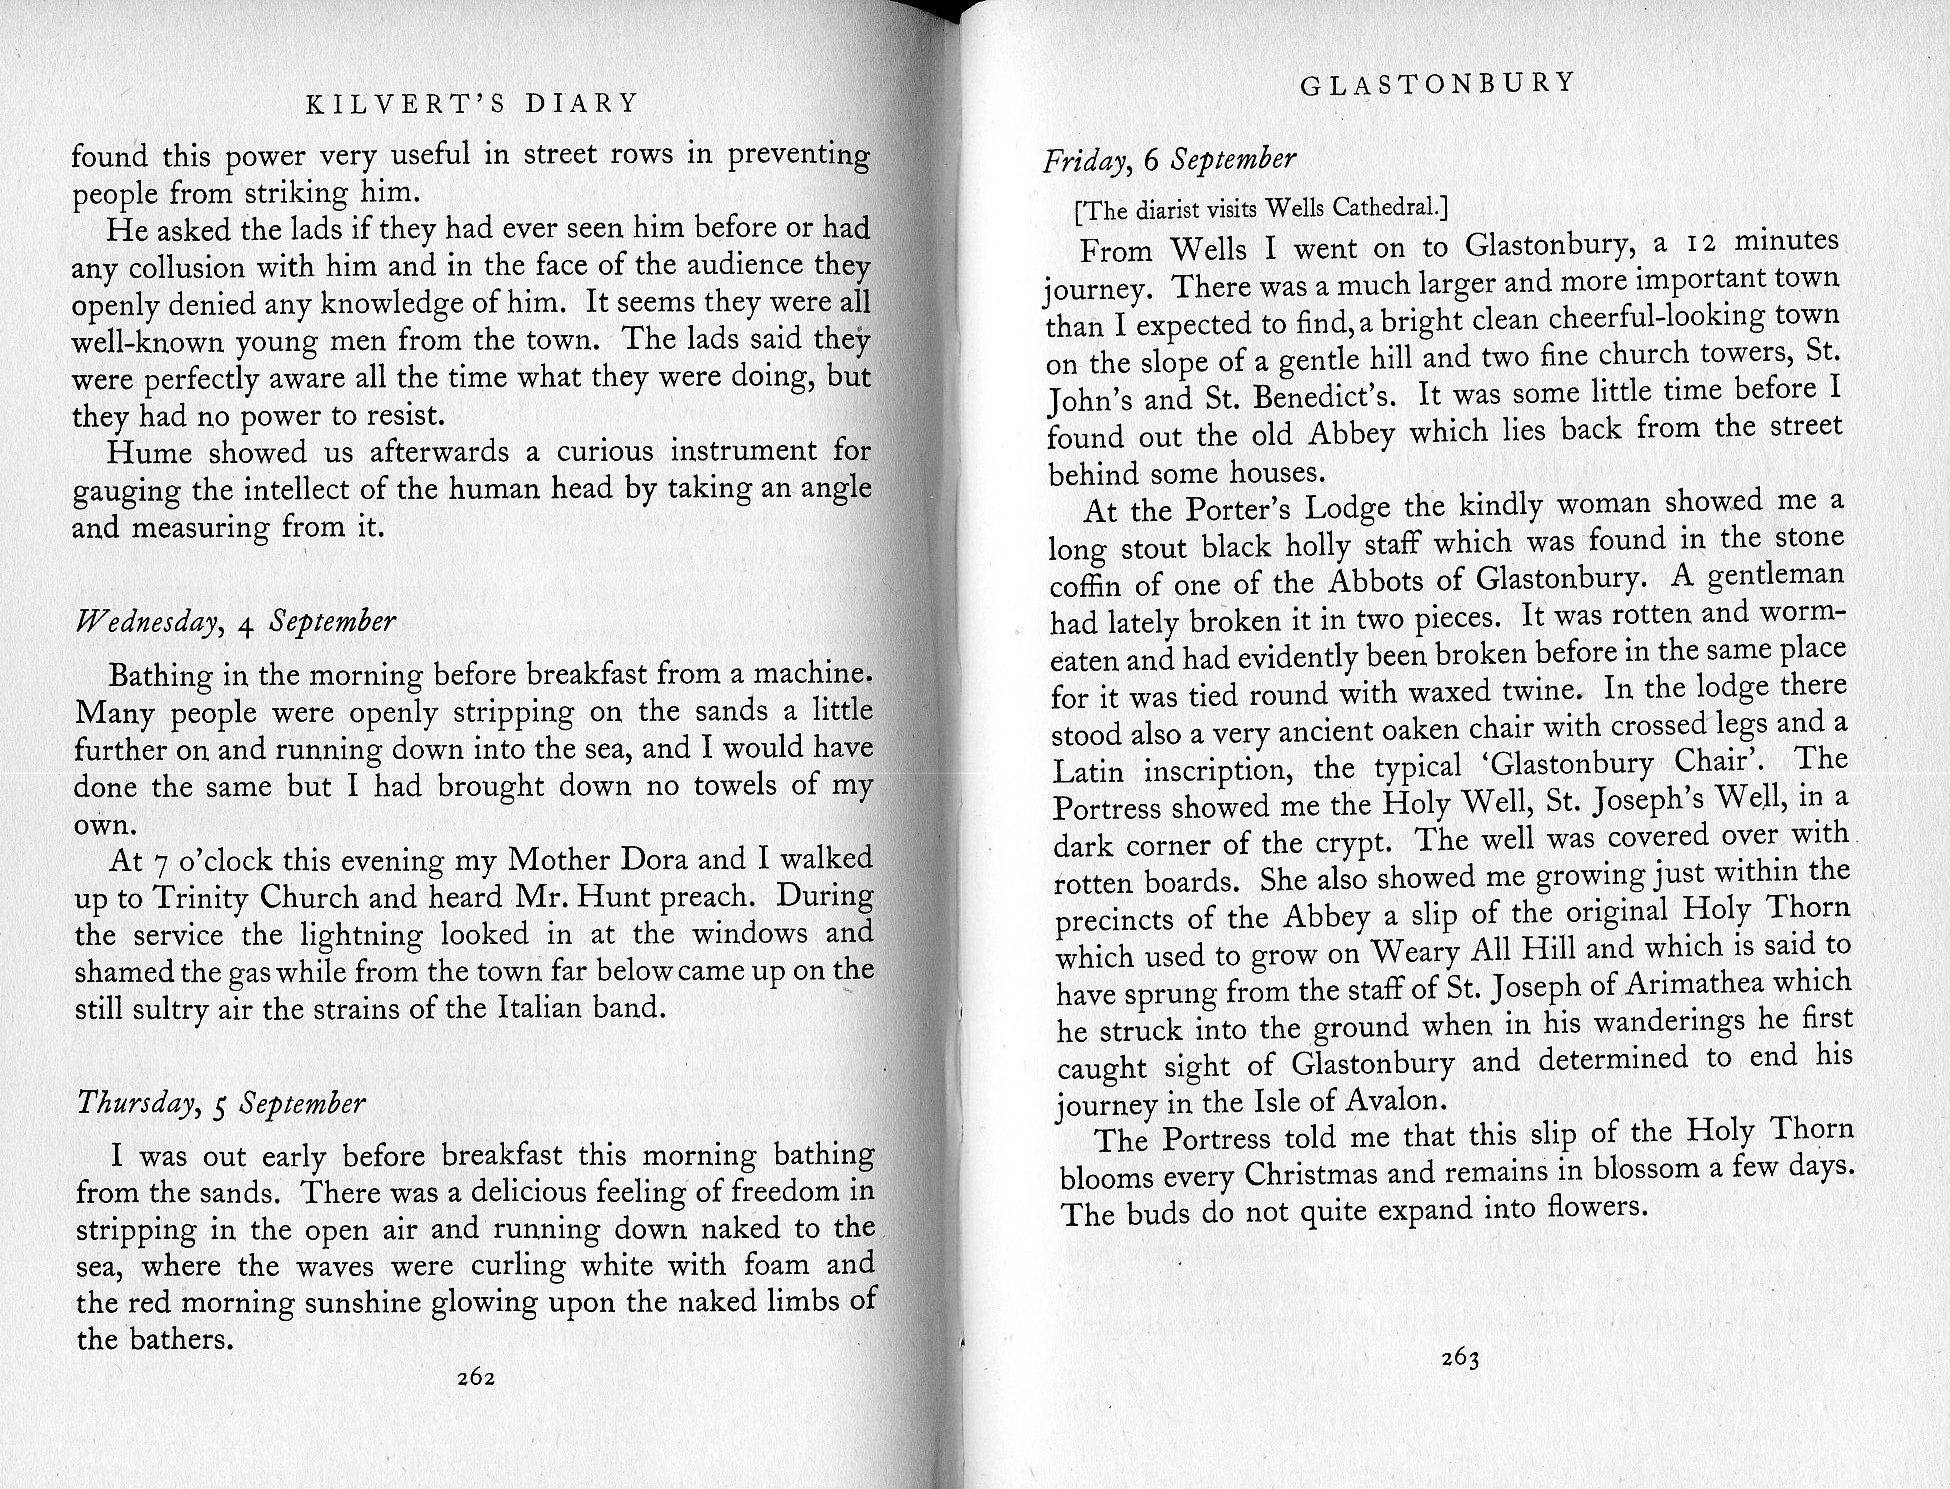 KILVERT'S DIARY
found this power very useful in street rows in preventing
people from striking him.
He asked the lads if they had ever seen him before or had
any collusion with him and in the face of the audience they
openly denied any knowledge of him. It seems they were all
well-known young men from the town. The lads said they
were perfectly aware all the time what they were doing, but
they had no power to resist.
Hume showed us afterwards a curious instrument for
gauging the intellect of the human head by taking an angle
and measuring from it.
Wednesday, 4 September
Bathing in the morning before breakfast from a machine.
Many people were openly stripping on the sands a little
further on and running down into the sea, and I would have
done the same but I had brought down no towels of my
own.
At 7 o'clock this evening my Mother Dora and I walked
up to Trinity Church and heard Mr. Hunt preach. During
the service the lightning looked in at the windows and
shamed the gas while from the town far below came up on the
still sultry air the strains of the Italian band.
Thursday, 5 September
I was out early before breakfast this morning bathing
from the sands. There was a delicious feeling of freedom in
stripping in the open air and running down naked to the
sea, where the waves were curling white with foam and
the red morning sunshine glowing upon the naked limbs of
the bathers.
262
GLASTONBURY
Friday, 6 September
[The diarist visits Wells Cathedral.]
From Wells I went on to Glastonbury, a 12 minutes
journey. There was a much larger and more important town
than I expected to find, a bright clean cheerful-looking town
on the slope of a gentle hill and two fine church towers, St.
John's and St. Benedict's. It was some little time before I
found out the old Abbey which lies back from the street
behind some houses.
At the Porter's Lodge the kindly woman showed me a
long stout black holly staff which was found in the stone
coffin of one of the Abbots of Glastonbury. A gentleman
had lately broken it in two pieces. It was rotten and worm-
eaten and had evidently been broken before in the same place
for it was tied round with waxed twine. In the lodge there
stood also a very ancient oaken chair with crossed legs and a
Latin inscription, the typical 'Glastonbury Chair'. The
Portress showed me the Holy Well, St. Joseph's Well, in a
dark corner of the crypt. The well was covered over with
rotten boards. She also showed me growing just within the
precincts of the Abbey a slip of the original Holy Thorn
which used to grow on Weary All Hill and which is said to
have sprung from the staff of St. Joseph of Arimathea which
he struck into the ground when in his wanderings he first
caught sight of Glastonbury and determined to end his
journey in the Isle of Avalon.
The Portress told me that this slip of the Holy Thorn
blooms every Christmas and remains in blossom a few days.
The buds do not quite expand into flowers.
263